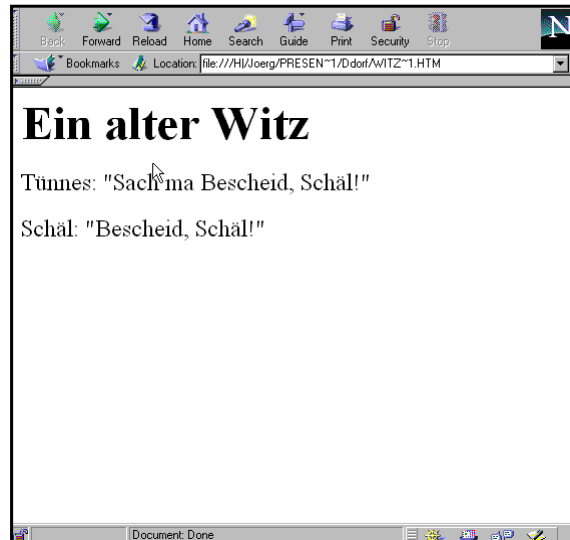 Back Forward Reload Home Search Guide Print Security Stop
N
Bookmarks Location: file:///H|/Joerg/PRESEN~1/Ddorf/WITZ~1.HTM
Ein alter Witz
Tünnes: "Sach ma Bescheid, Schäl!"
Schäl: "Bescheid, Schäl!"
Document: Done